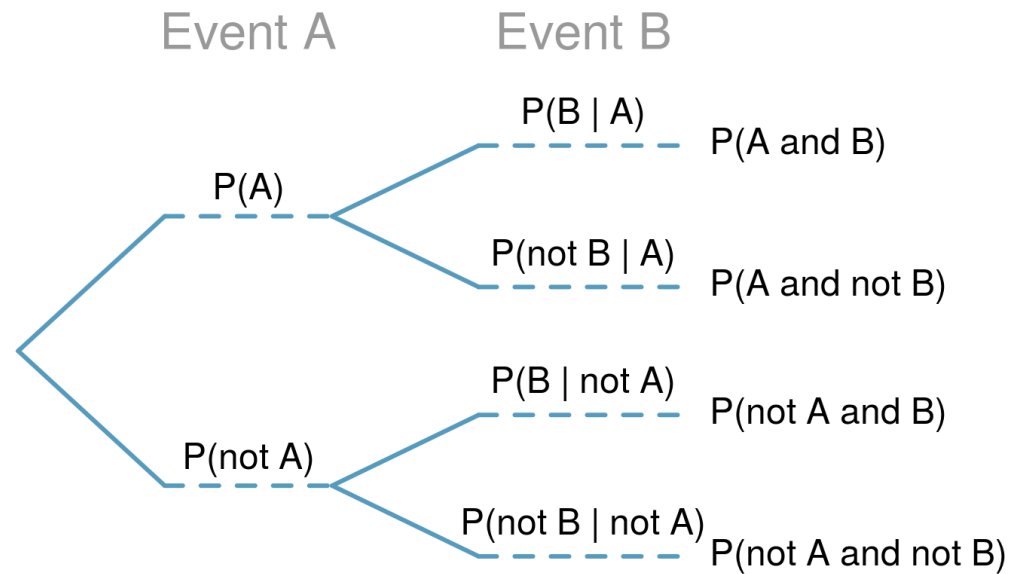 Event A
Event B
P(B | A)
P(A and B)
P(A)
P(not B | A)
P(A and not B)
P(B | not A)
P(not A and B)
P(not A)
P(not B | not A)
P(not A and not B)